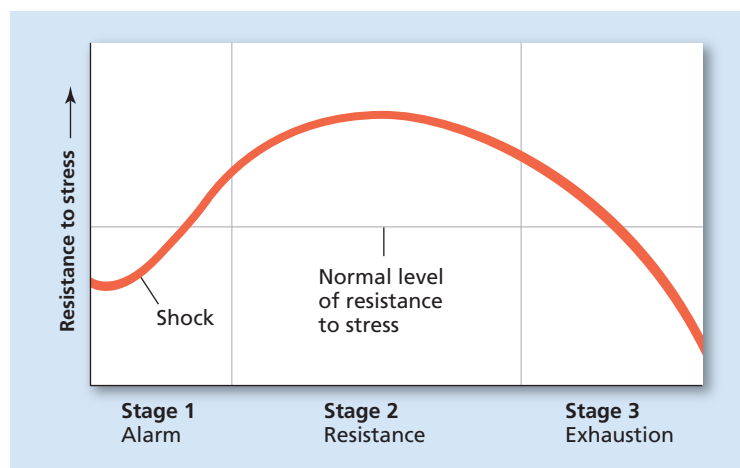 Resistance to stress
Shock
Normal level
of resistance
to stress
Stage 1
Alarm
Stage 2
Resistance
Stage 3
Exhaustion